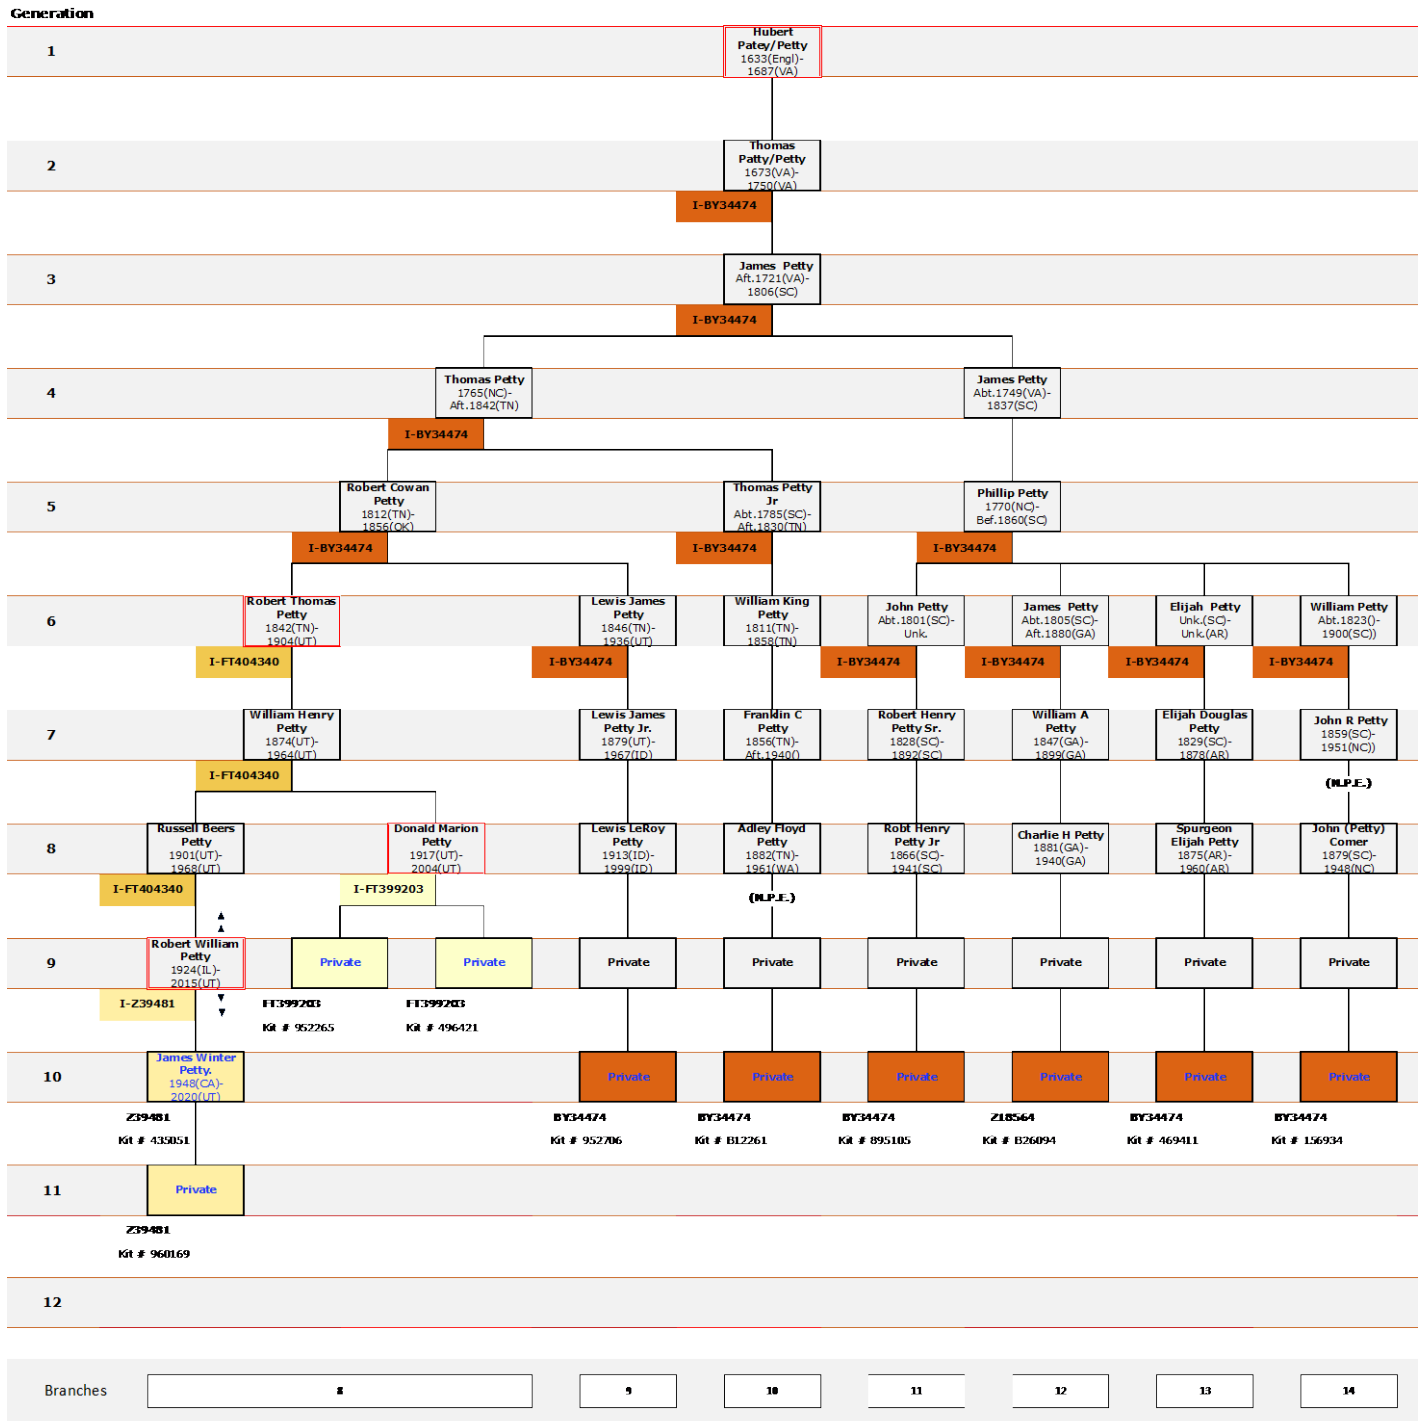 Generation
1
Hubert
Patey/Petty
1633(Engl)-
1687(VA)
2
Thomas
Patty/Petty
1673(VA)-
1750(VA)
I-BY34474
3
James Petty
Aft.1721(VA)-
1806(SC)
I-BY34474
4
Thomas Petty
1765(NC)-
Aft.1842(TN)
James Petty
Abt.1749(VA)-
1837(SC)
I-BY34474
5
Robert Cowan
Petty
1812(TN)-
1856(OK)
Thomas Petty
Jr
Abt.1785(SC)-
Aft.1830(TN)
Phillip Petty
1770(NC)-
Bef.1860(SC)
I-BY34474
I-BY34474
I-BY34474
6
Robert Thomas
Petty
1842(TN)-
1904(UT)
Lewis James
Petty
1846(TN)-
1936(UT)
William King
Petty
1811(TN)-
1858(TN)
John Petty
Abt.1801(SC)-
Unk.
James Petty
Abt.1805(SC)-
Aft.1880(GA)
Elijah Petty
Unk.(SC)-
Unk.(AR)
William Petty
Abt.1823()-
1900(SC))
I-FT404340
I-BY34474
I-BY34474
I-BY34474
I-BY34474
I-BY34474
7
William Henry
Petty
1874(UT)-
1964(UT)
Lewis James
Petty Jr.
1879(UT)-
1967(ID)
Franklin C
Petty
1856(TN)-
Aft.1940()
Robert Henry
Petty Sr.
1828(SC)-
1892(SC)
William A
Petty
1847(GA)-
1899(GA)
Elijah Douglas
Petty
1829(SC)-
1878(AR)
John R Petty
1859(SC)-
1951(NC))
I-FT404340
(N.P.E.)
8
Russell Beers
Petty
1901(UT)-
1968(UT)
Donald Marion
Petty
1917(UT)-
2004(UT)
Lewis LeRoy
Petty
1913(ID)-
1999(ID)
Adley Floyd
Petty
1882(TN)-
1961(WA)
Robt Henry
Petty Jr
1866(SC)-
1941(SC)
Charlie H Petty
1881(GA)-
1940(GA)
Spurgeon
Elijah Petty
1875(AR)-
1960(AR)
John (Petty)
Comer
1879(SC)-
1948(NC)
I-FT404340
I-FT399203
(N.P.E.)
9
Robert William
Petty
1924(IL)-
2015(UT)
Private
Private
Private
Private
Private
Private
Private
Private
I-Z39481
FT399203
Kit # 952265
FT399203
Kit # 496421
10
James Winter
Petty.
1948(CA)-
2020(UT)
Private
Private
Private
Private
Private
Private
Z39481
Kit # 435051
BY34474
Kit # 952706
BY34474
Kit # B12261
BY34474
Kit # 895105
Z18564
Kit # B26094
BY34474
Kit # 469411
BY34474
Kit # 156934
11
Private
Z39481
Kit # 960169
12
Branches
8
9
10
11
12
13
14